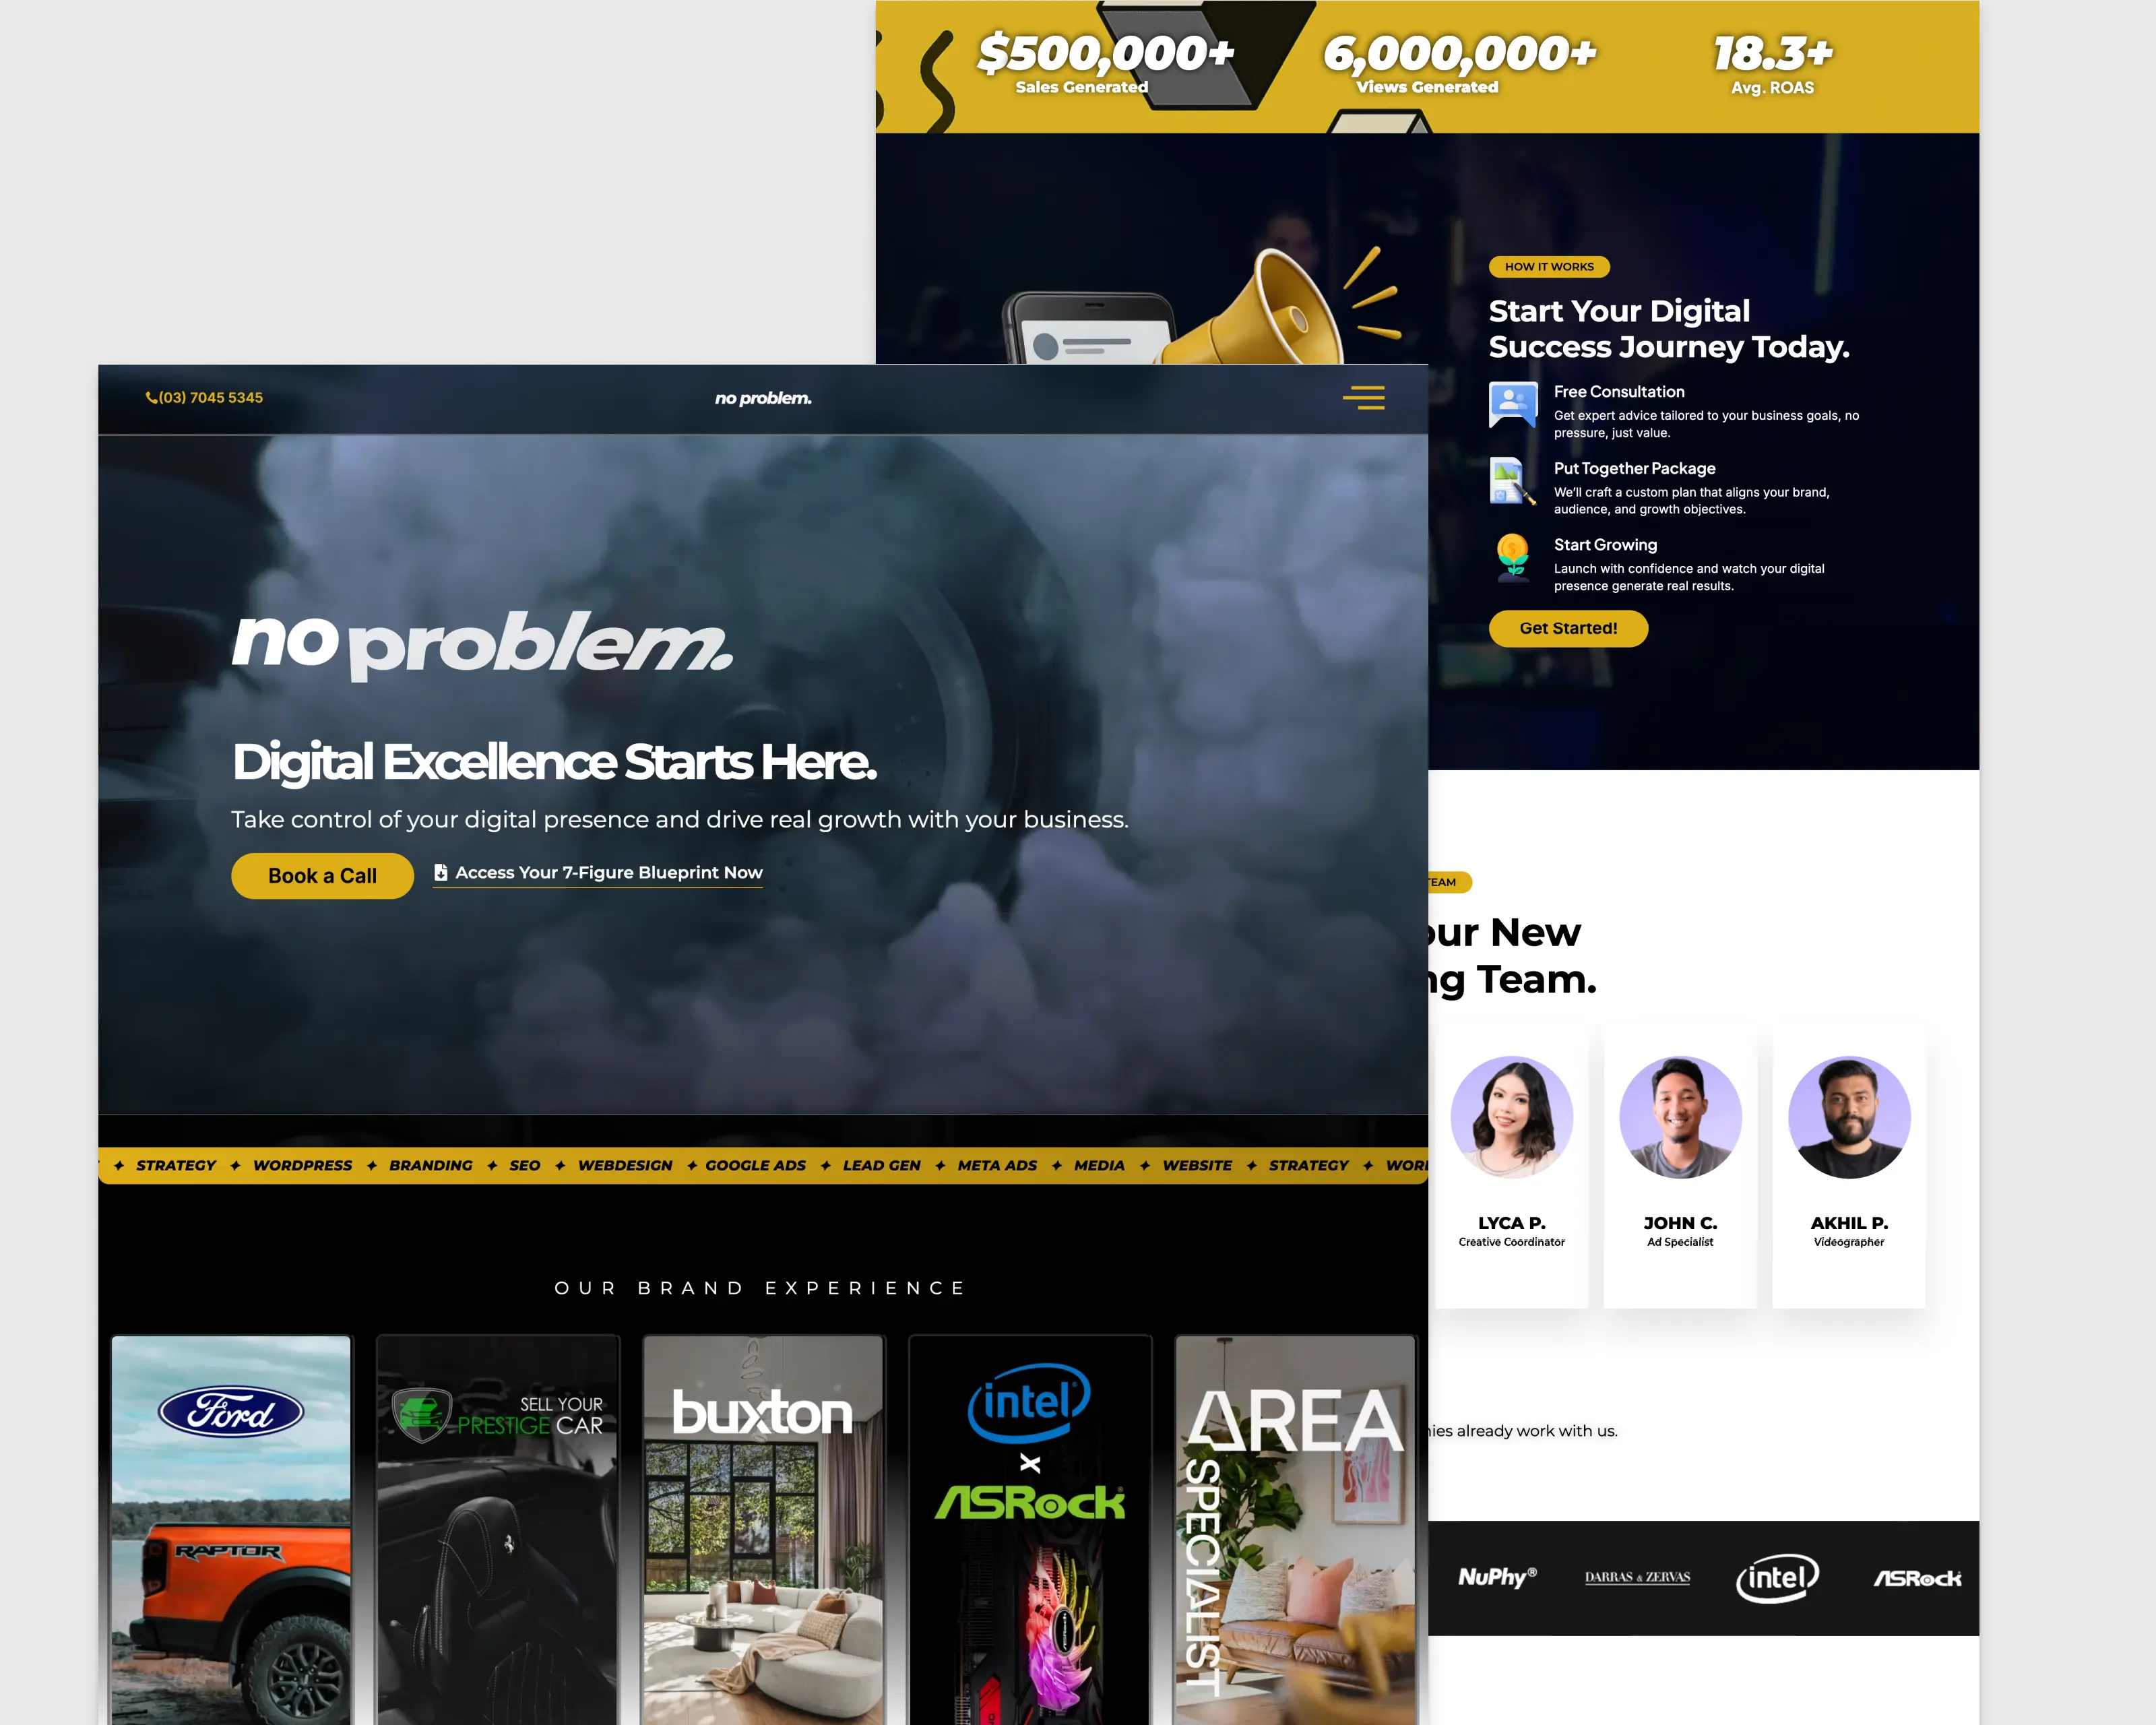 $500,000+
Sales Generated
6,000,000+
Views Generated
18.3+
Avg. ROAS
HOW IT WORKS
Start Your Digital
Success Journey Today.
Free Consultation
Get expert advice tailored to your business goals, no
pressure, just value.
Put Together Package
We'll craft a custom plan that aligns your brand,
audience, and growth objectives.
Start Growing
Launch with confidence and watch your digital
presence generate real results.
Get Started!
(03) 7045 5345
no problem.
no problem.
Digital Excellence Starts Here.
Take control of your digital presence and drive real growth with your business.
Book a Call
Access Your 7-Figure Blueprint Now
STRATEGY ✦ WORDPRESS ✦ BRANDING ✦ SEO ✦ WEBDESIGN ✦ GOOGLE ADS ✦ LEAD GEN ✦ META ADS ✦ MEDIA ✦ WEBSITE ✦ STRATEGY ✦
OUR BRAND EXPERIENCE
Ford
RAPTOR
SELL YOUR
PRESTIGE CAR
buxton
intel
x
ASRock
AREA
SPECIALIST
TEAM
our New
ng Team.
LYCA P.
Creative Coordinator
JOHN C.
Ad Specialist
AKHIL P.
Videographer
nies already work with us.
NuPhy®
DARRAS & ZERVAS
intel
ASRock